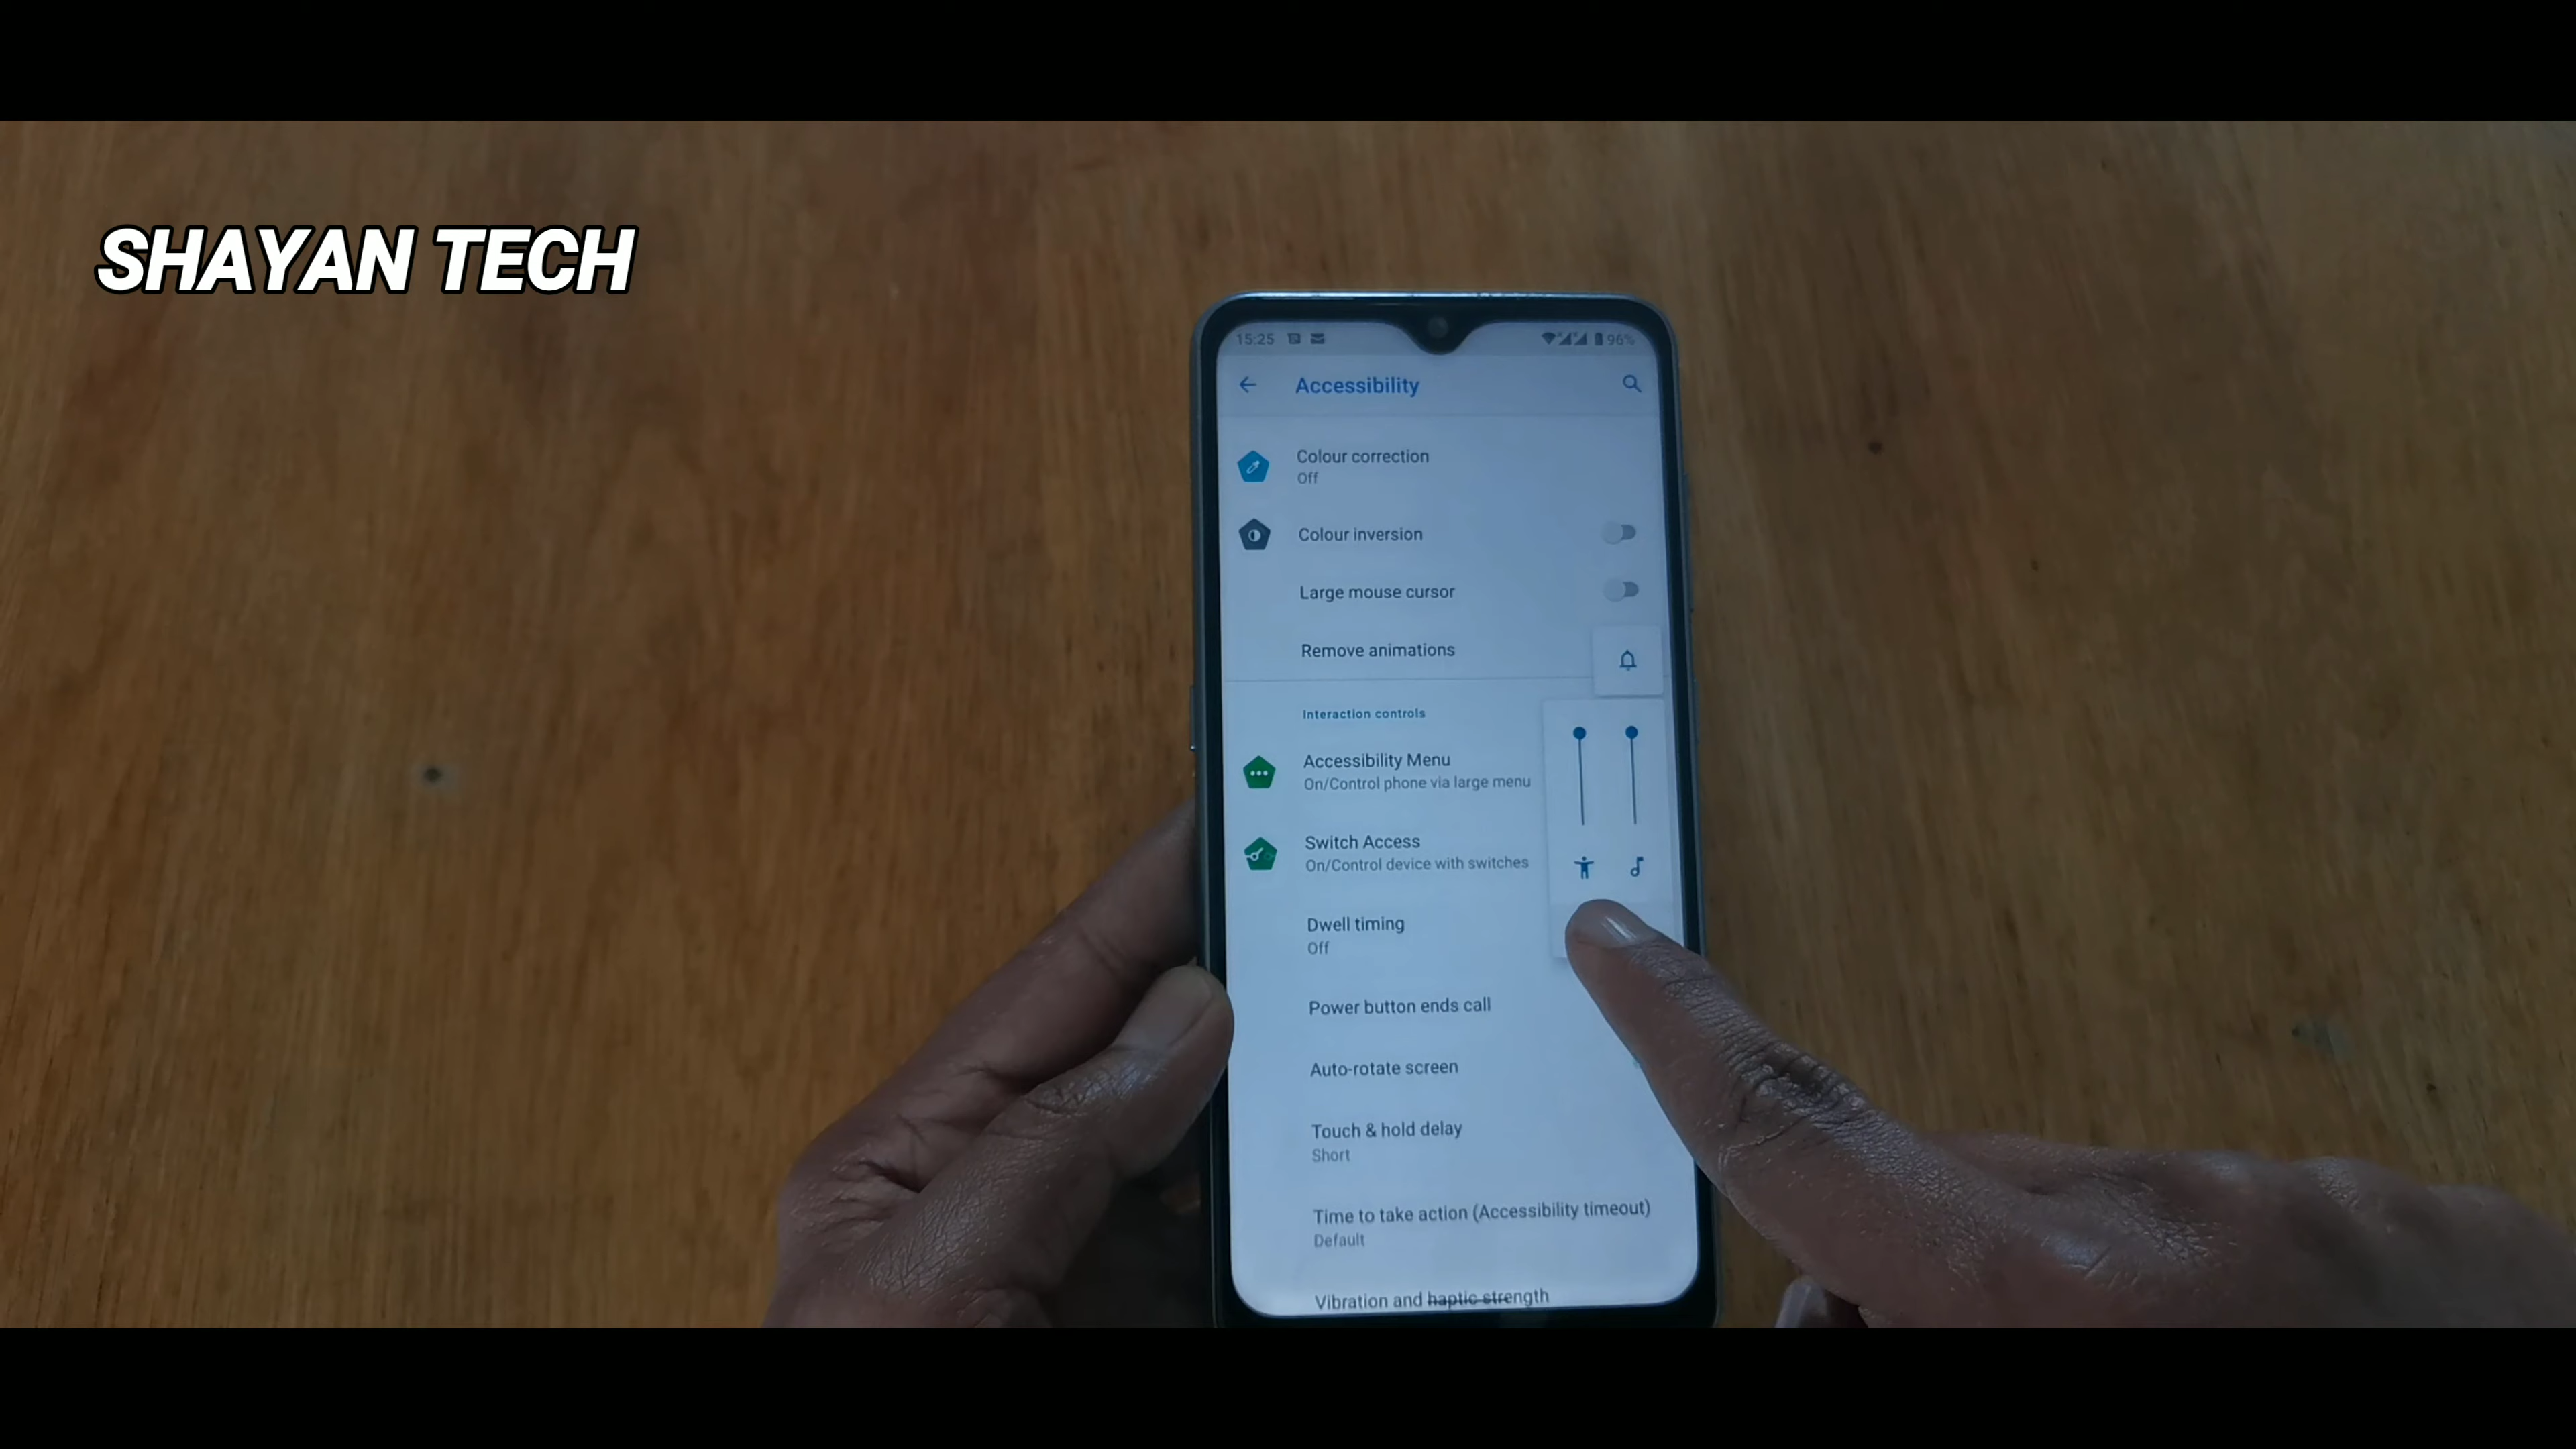 SHAYAN TECH
15:25
96%
Accessibility
Colour correction
Off
Colour inversion
Large mouse cursor
Remove animations
Interaction controls
Accessibility Menu
On/Control phone via large menu
Switch Access
On/Control device with switches
Dwell timing
Off
Power button ends call
Auto-rotate screen
Touch & hold delay
Short
Time to take action (Accessibility timeout)
Default
Vibration and haptic strength